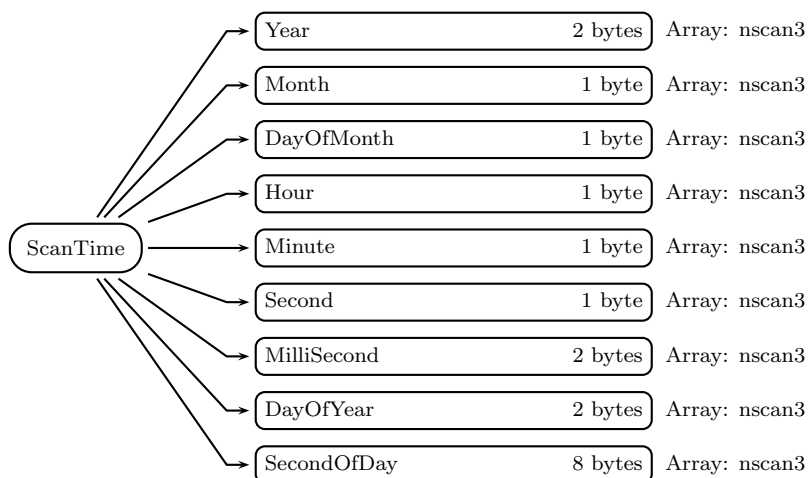 Year 2 bytes Array: nscan3
Month 1 byte Array: nscan3
DayOfMonth 1 byte Array: nscan3
Hour 1 byte Array: nscan3
ScanTime Minute 1 byte Array: nscan3
Second 1 byte Array: nscan3
MilliSecond 2 bytes Array: nscan3
DayOfYear 2 bytes Array: nscan3
SecondOfDay 8 bytes Array: nscan3